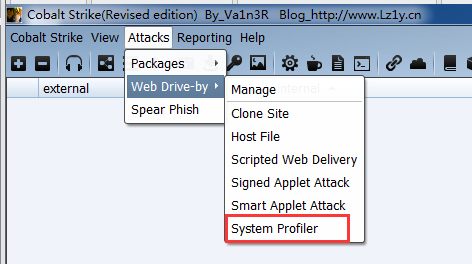 Cobalt Strike(Revised edition) By_Va1n3R Blog_http://www.Lz1y.cn
Cobalt Strike View Attacks Reporting Help
Packages
Web Drive-by
Spear Phish
external
Manage
Clone Site
Host File
Scripted Web Delivery
Signed Applet Attack
Smart Applet Attack
System Profiler